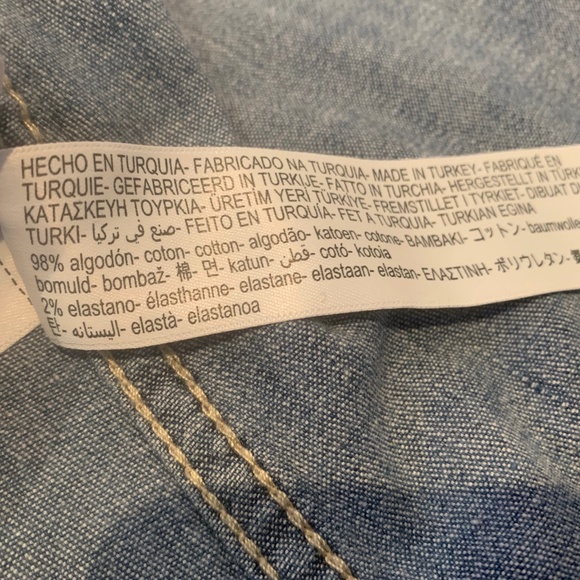 HECHO EN TURQUIA- FABRICADO NA TURQUIA- MADE IN TURKEY- FABRIQUÉ EN
TURQUIE- GEFABRICEERD IN TURKIJE- FATTO IN TURCHIA- HERGESTELLT IN
ΚΑΤΑΣΚΕΥΗ ΤΟΥΡΚΙΑ- ÜRETİM YERİ TÜRKİYE- FREMSTILLET I TYRKIET- DIBUAT DI
TURKI- صنع في تركيا- FEITO EN TURQUÍA- FET A TURQUIA- TURKIAN EGINA
98% algodón- coton- cotton- algodão- katoen- cotone- ΒΑΜΒΑΚΙ- コットン- baumwolle
bomuld- bombaž- 棉- 면- katun- قطن- cotó- kotoia
2% elastano- élasthanne- elastane- elastaan- elastan- ΕΛΑΣΤΙΝΗ- ポリウレタン-
탄- اليستانه- elastà- elastanoa